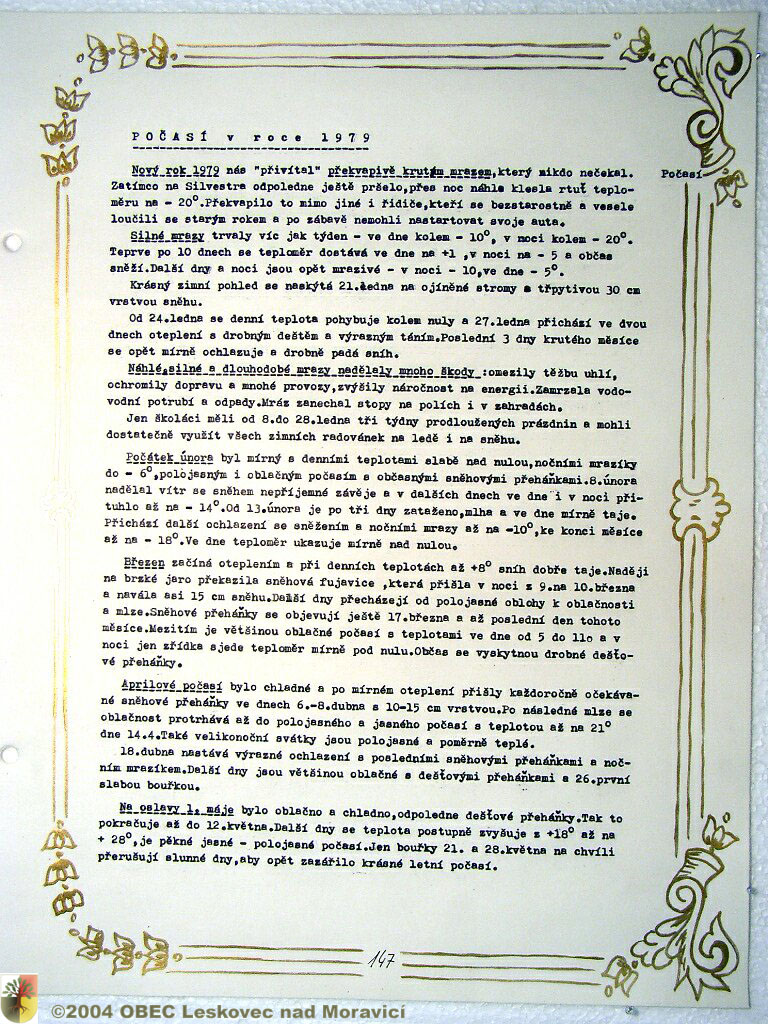 POČASÍ v roce 1979
Nový rok 1979 nás "přivítal" překvapivě krutým mrazem,který nikdo nečekal.
Počasí
Zatímco na Silvestra odpoledne ještě pršelo,přes noc náhle klesla rtuť teplo-
měru na - 20°.Překvapilo to mimo jiné i řidiče,kteří se bezstarostně a vesele
loučili se starým rokem a po zábavě nemohli nastartovat svoje auta.
Silné mrazy trvaly víc jak týden - ve dne kolem - 10°, v noci kolem - 20°.
Teprve po 10 dnech se teploměr dostává ve dne na +1 ,v noci na - 5 a občas
sněží.Další dny a noci jsou opět mrazivé - v noci - 10,ve dne - 5°.
Krásný zimní pohled se naskýtá 21.ledna na ojíněné stromy s třpytivou 30 cm
vrstvou sněhu.
Od 24.ledna se denní teplota pohybuje kolem nuly a 27.ledna přichází ve dvou
dnech oteplení s drobným deštěm a výrazným táním.Poslední 3 dny krutého měsíce
se opět mírně ochlazuje a drobně padá sníh.
Náhlé,silné a dlouhodobé mrazy nadělaly mnoho škody :omezily těžbu uhlí,
ochromily dopravu a mnohé provozy,zvýšily náročnost na energii.Zamrzala vodo-
vodní potrubí a odpady.Mráz zanechal stopy na polích i v zahradách.
Jen školáci měli od 8.do 28.ledna tři týdny prodloužených prázdnin a mohli
dostatečně využít všech zimních radovánek na ledě i na sněhu.
Počátek února byl mírný s denními teplotami slabě nad nulou,nočními mrazíky
do - 6°,polojasným i oblačným počasím s občasnými sněhovými přeháňkami.8.února
nadělal vítr se sněhem nepříjemné závěje a v dalších dnech ve dne i v noci při-
tuhlo až na - 14°.Od 13.února je po tři dny zataženo,mlha a ve dne mírně taje.
Přichází další ochlazení se sněžením a nočními mrazy až na -10°,ke konci měsíce
až na - 18°.Ve dne teploměr ukazuje mírně nad nulou.
Březen začíná oteplením a při denních teplotách až +8° sníh dobře taje.Naději
na brzké jaro překazila sněhová fujavice ,která přišla v noci z 9.na 10.března
a navála asi 15 cm sněhu.Další dny přecházejí od polojasné oblohy k oblačnosti
a mlze.Sněhové přeháňky se objevují ještě 17.března a až poslední den tohoto
měsíce.Mezitím je většinou oblačné počasí s teplotami ve dne od 5 do 11o a v
noci jen zřídka sjede teploměr mírně pod nulu.Občas se vyskytnou drobné dešťo-
vé přeháňky.
Aprilové počasí bylo chladné a po mírném oteplení přišly každoročně očekáva-
né sněhové přeháňky ve dnech 6.-8.dubna s 10-15 cm vrstvou.Po následné mlze se
oblačnost protrhává až do polojasného a jasného počasí s teplotou až na 21°
dne 14.4.Také velikonoční svátky jsou polojasné a poměrně teplé.
18.dubna nastává výrazné ochlazení s posledními sněhovými přeháňkami a noč-
ním mrazíkem.Další dny jsou většinou oblačné s dešťovými přeháňkami a 26.první
slabou bouřkou.
Na oslavy 1. máje bylo oblačno a chladno,odpoledne dešťové přeháňky.Tak to
pokračuje až do 12.května.Další dny se teplota postupně zvyšuje z +18° až na
+ 28°,je pěkné jasné - polojasné počasí.Jen bouřky 21. a 28.května na chvíli
přerušují slunné dny,aby opět zazářilo krásné letní počasí.
147
©2004 OBEC Leskovec nad Moravicí